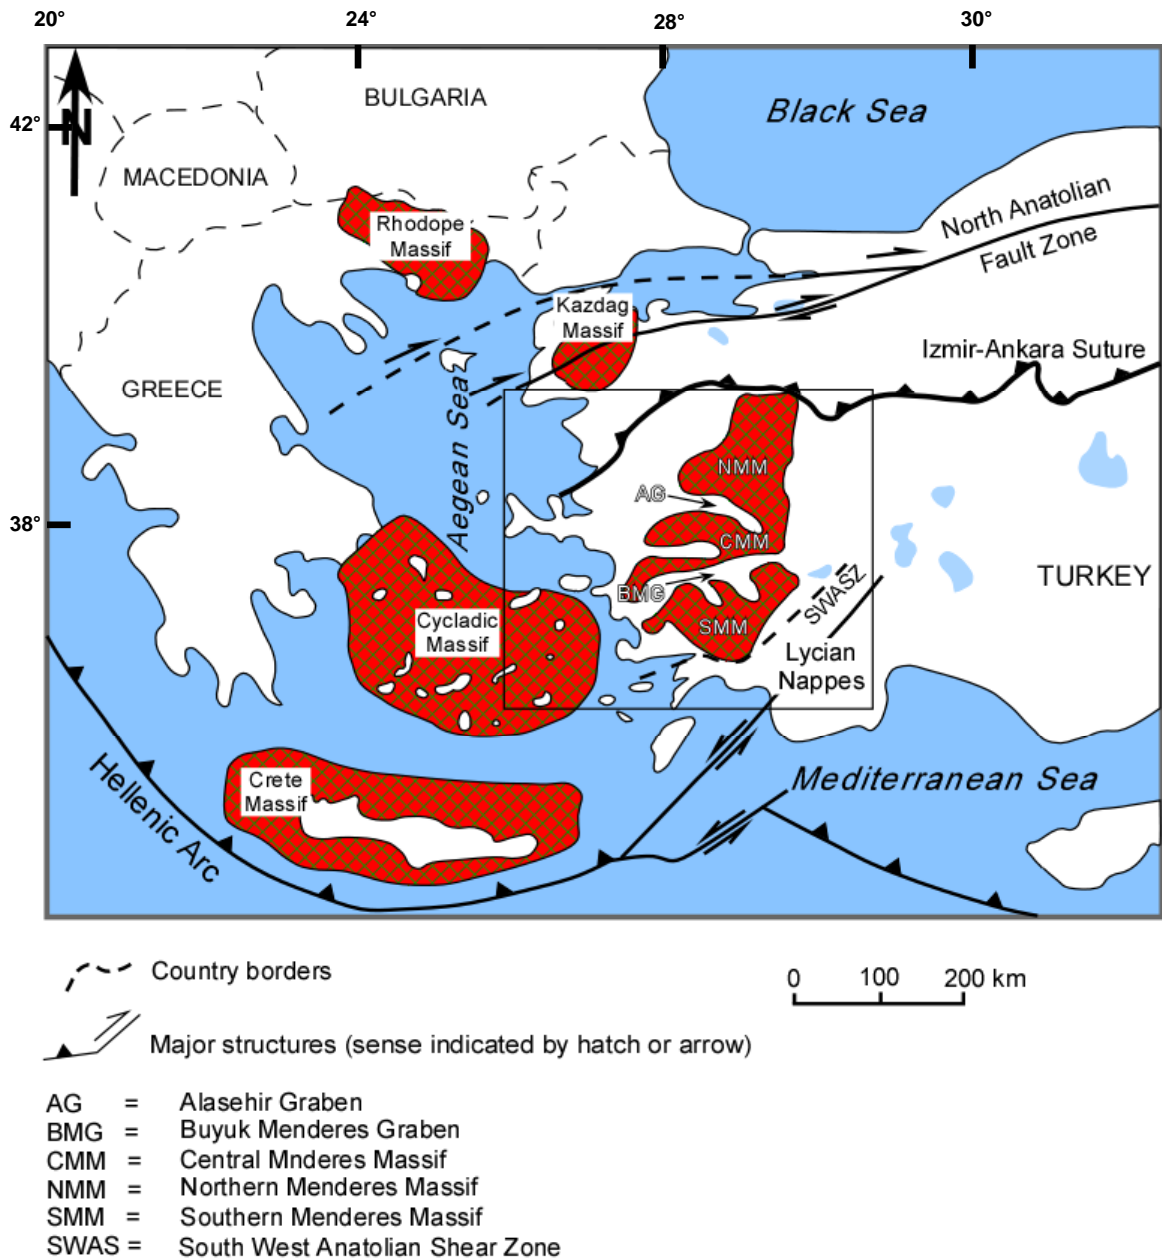 20° 24° 28° 30°
42°
N
BULGARIA
Black Sea
MACEDONIA
North Anatolian
Fault Zone
Rhodope
Massif
Kazdag
Massif
Izmir-Ankara Suture
GREECE
Aegean Sea
NMM
AG
38°
CMM
BMG
TURKEY
SWASZ
Cycladic
Massif
SMM
Lycian
Nappes
Hellenic Arc
Crete
Massif
Mediterranean Sea
Country borders
0 100 200 km
Major structures (sense indicated by hatch or arrow)
AG = Alasehir Graben
BMG = Buyuk Menderes Graben
CMM = Central Mnderes Massif
NMM = Northern Menderes Massif
SMM = Southern Menderes Massif
SWAS = South West Anatolian Shear Zone